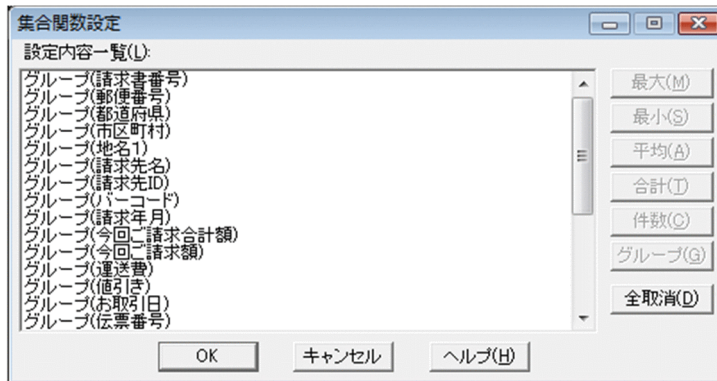 集合関数設定
設定内容一覧(L):
グループ(請求書番号)
グループ(郵便番号)
グループ(都道府県)
グループ(市区町村)
グループ(地名1)
グループ(請求先名)
グループ(請求先ID)
グループ(バーコード)
グループ(請求年月)
グループ(今回ご請求合計額)
グループ(今回ご請求額)
グループ(運送費)
グループ(値引き)
グループ(お取引日)
グループ(伝票番号)
最大(M)
最小(S)
平均(A)
合計(T)
件数(C)
グループ(G)
全取消(D)
OK
キャンセル
ヘルプ(H)